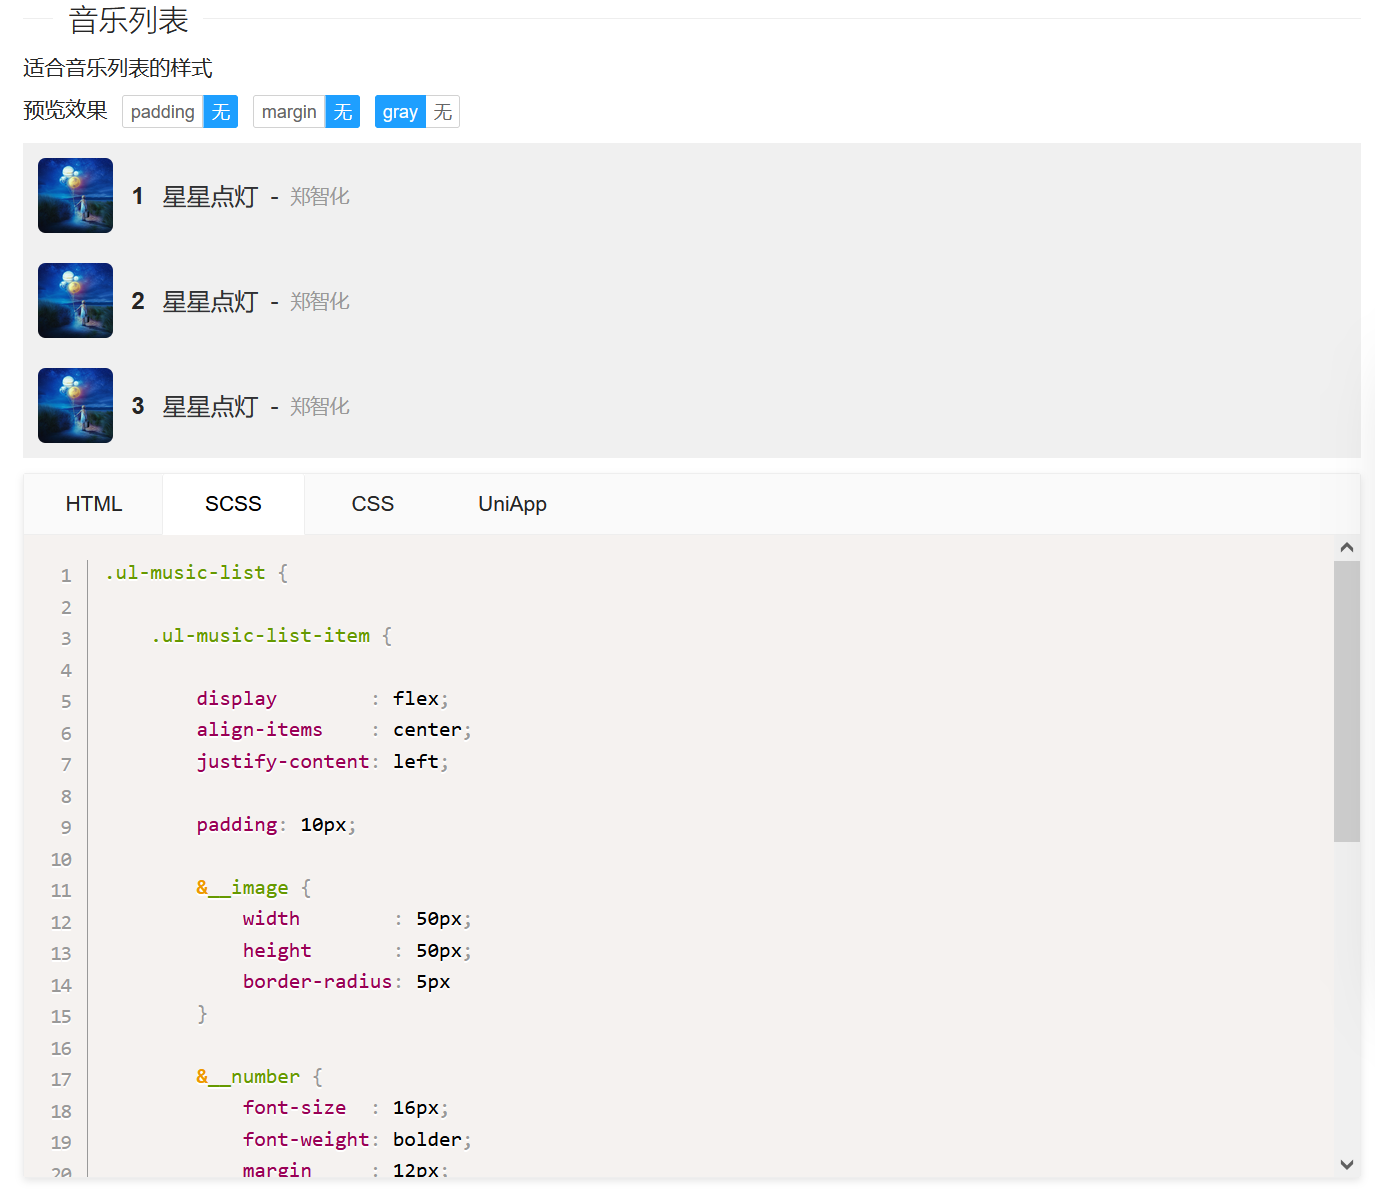 音乐列表
适合音乐列表的样式
预览效果 padding 无 margin 无 gray 无
1 星星点灯 - 郑智化
2 星星点灯 - 郑智化
3 星星点灯 - 郑智化
HTML SCSS CSS UniApp
1 .ul-music-list {
2
3 .ul-music-list-item {
4
5 display : flex;
6 align-items : center;
7 justify-content: left;
8
9 padding: 10px;
10
11 &__image {
12 width : 50px;
13 height : 50px;
14 border-radius: 5px
15 }
16
17 &__number {
18 font-size : 16px;
19 font-weight: bolder;
20 margin : 12px;